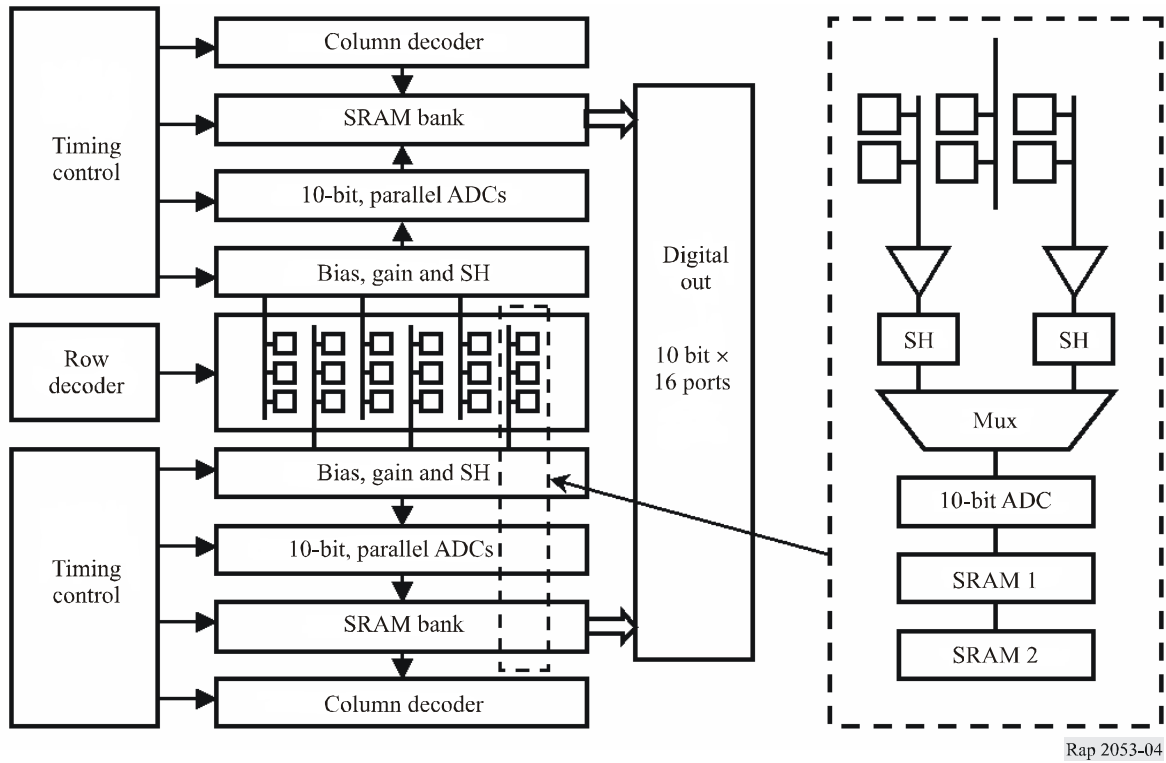 Timing
control
Column decoder
SRAM bank
10-bit, parallel ADCs
Bias, gain and SH
Row
decoder
Timing
control
Bias, gain and SH
10-bit, parallel ADCs
SRAM bank
Column decoder
Digital
out
10 bit ×
16 ports
SH
SH
Mux
10-bit ADC
SRAM 1
SRAM 2
Rap 2053-04